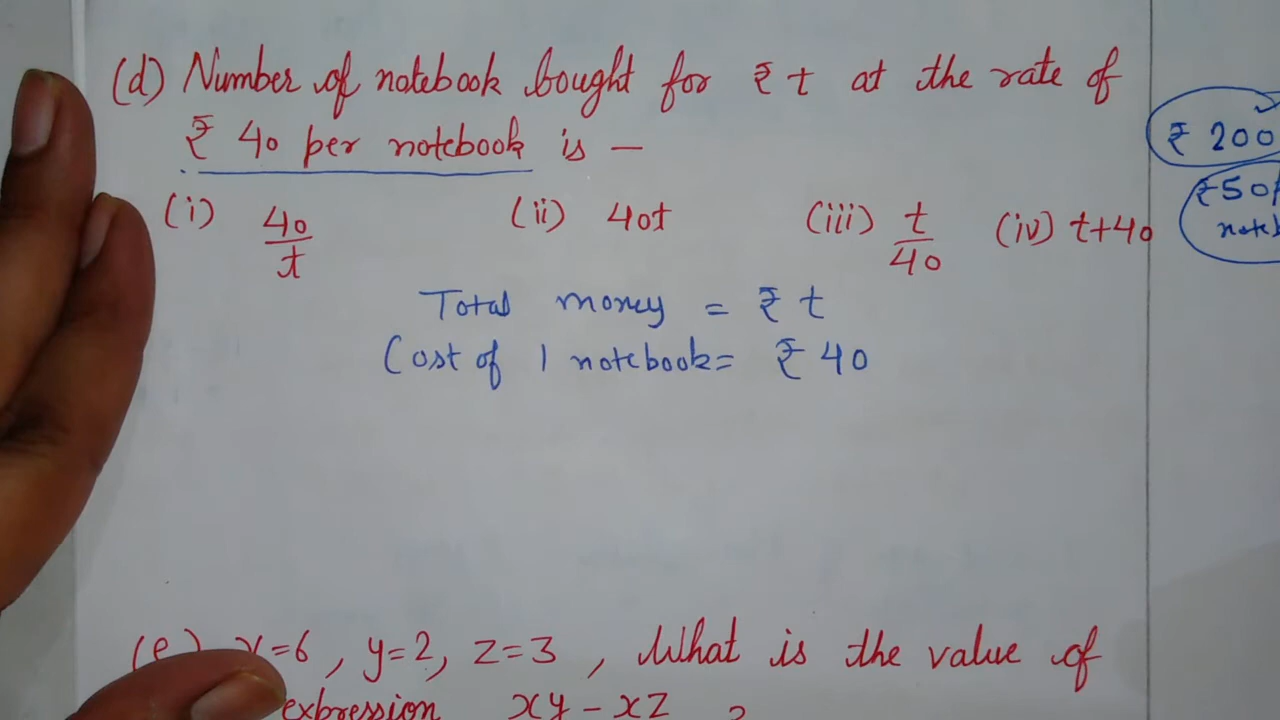 (d) Number of notebook bought for ₹ t at the rate of
₹ 40 per notebook is —
(i) 40/t (ii) 40t (iii) t/40 (iv) t+40
Total money = ₹ t
Cost of 1 notebook = ₹ 40
₹ 200
₹50
(e) x=6, y=2, z=3, What is the value of
expression xy - xz ?